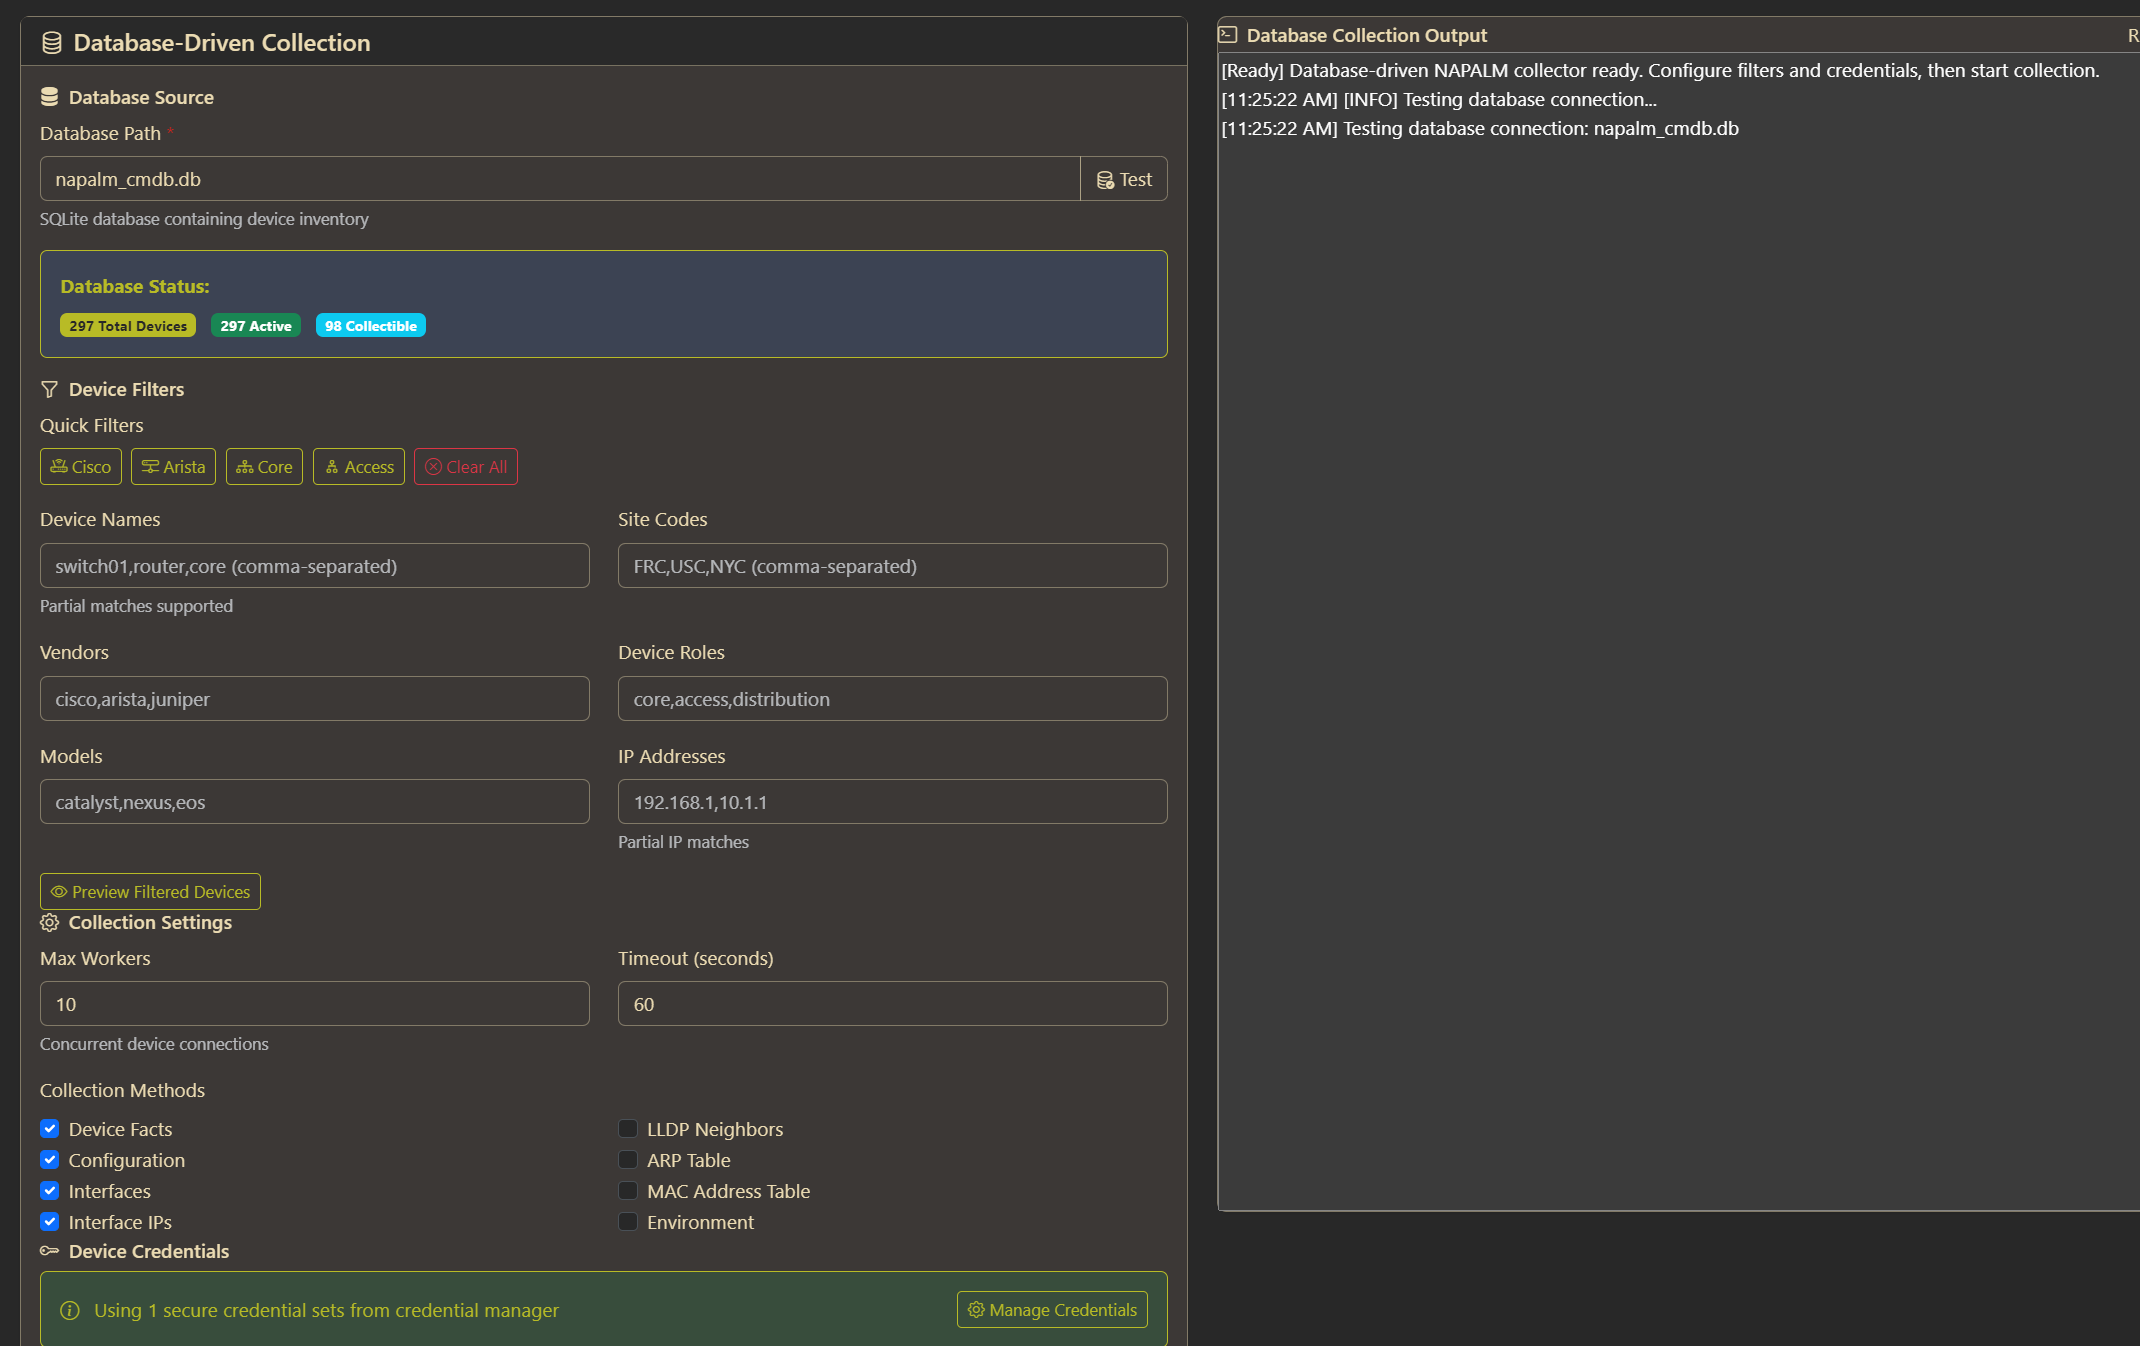 Database-Driven Collection
Database Source
Database Path *
napalm_cmdb.db
Test
SQLite database containing device inventory
Database Status:
297 Total Devices 297 Active 98 Collectible
Device Filters
Quick Filters
Cisco Arista Core Access Clear All
Device Names Site Codes
switch01,router,core (comma-separated) FRC,USC,NYC (comma-separated)
Partial matches supported
Vendors Device Roles
cisco,arista,juniper core,access,distribution
Models IP Addresses
catalyst,nexus,eos 192.168.1,10.1.1
Partial IP matches
Preview Filtered Devices
Collection Settings
Max Workers Timeout (seconds)
10 60
Concurrent device connections
Collection Methods
Device Facts LLDP Neighbors
Configuration ARP Table
Interfaces MAC Address Table
Interface IPs Environment
Device Credentials
Using 1 secure credential sets from credential manager Manage Credentials
Database Collection Output R
[Ready] Database-driven NAPALM collector ready. Configure filters and credentials, then start collection.
[11:25:22 AM] [INFO] Testing database connection...
[11:25:22 AM] Testing database connection: napalm_cmdb.db